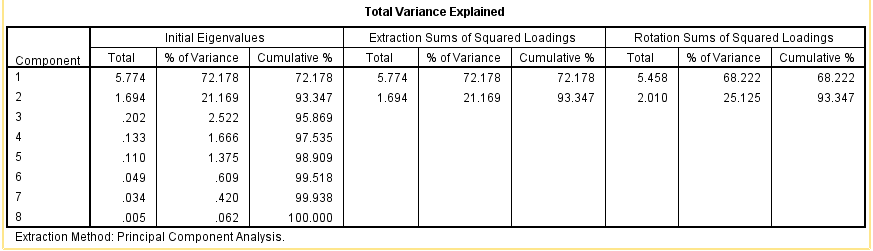 Total Variance Explained
Initial Eigenvalues Extraction Sums of Squared Loadings Rotation Sums of Squared Loadings
Component Total % of Variance Cumulative % Total % of Variance Cumulative % Total % of Variance Cumulative %
1 5.774 72.178 72.178 5.774 72.178 72.178 5.458 68.222 68.222
2 1.694 21.169 93.347 1.694 21.169 93.347 2.010 25.125 93.347
3 .202 2.522 95.869
4 .133 1.666 97.535
5 .110 1.375 98.909
6 .049 .609 99.518
7 .034 .420 99.938
8 .005 .062 100.000
Extraction Method: Principal Component Analysis.